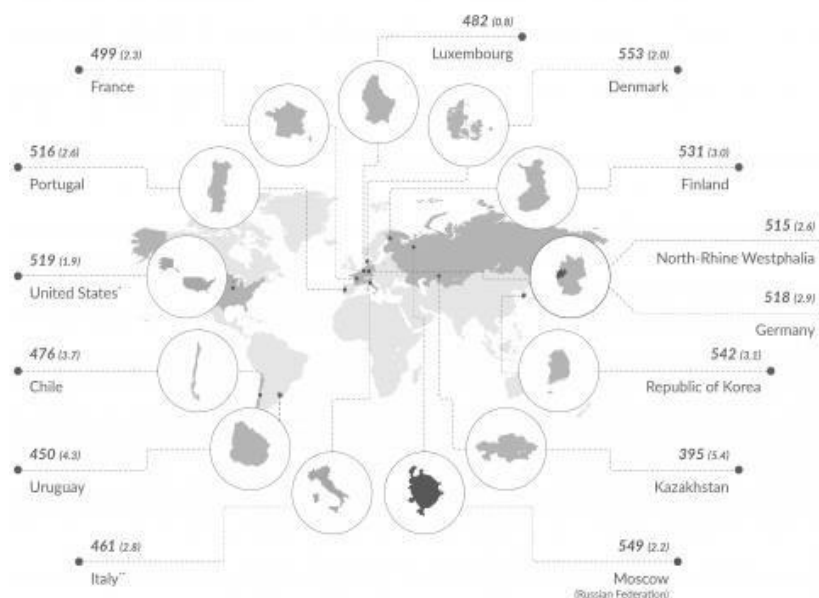 482 (0.8)
Luxembourg
499 (2.3)
France
553 (2.0)
Denmark
516 (2.6)
Portugal
531 (3.0)
Finland
515 (2.6)
North-Rhine Westphalia
519 (1.9)
United States¨
518 (2.9)
Germany
476 (3.7)
Chile
542 (3.1)
Republic of Korea
450 (4.3)
Uruguay
395 (5.4)
Kazakhstan
461 (2.8)
Italy¨
549 (2.2)
Moscow
(Russian Federation)